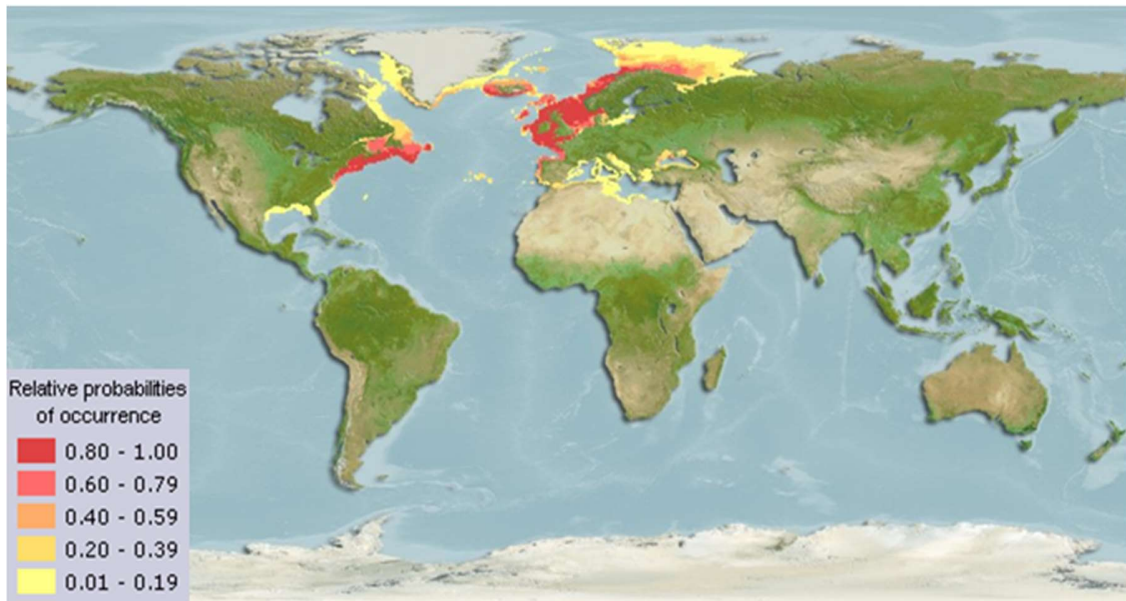 Relative probabilities
of occurrence
0.80 - 1.00
0.60 - 0.79
0.40 - 0.59
0.20 - 0.39
0.01 - 0.19